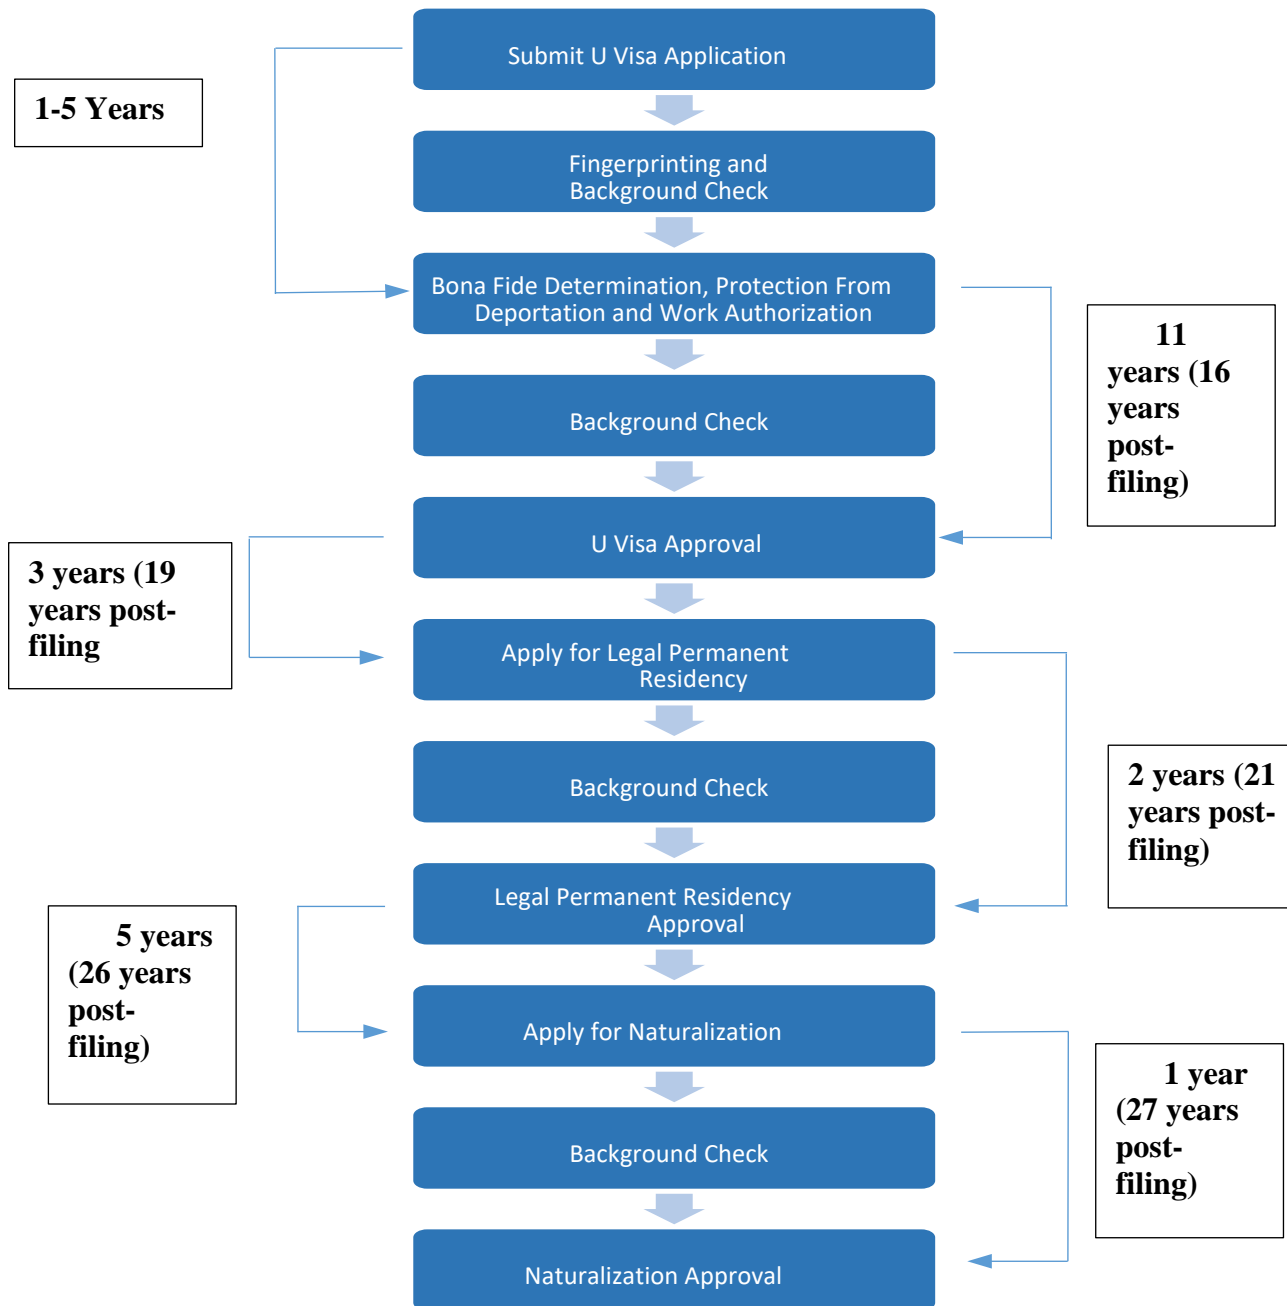 Submit U Visa Application
1-5 Years
Fingerprinting and
Background Check
Bona Fide Determination, Protection From
Deportation and Work Authorization
11
years (16
years
post-
filing)
Background Check
U Visa Approval
3 years (19
years post-
filing
Apply for Legal Permanent
Residency
Background Check
2 years (21
years post-
filing)
Legal Permanent Residency
Approval
5 years
(26 years
post-
filing)
Apply for Naturalization
1 year
(27 years
post-
filing)
Background Check
Naturalization Approval